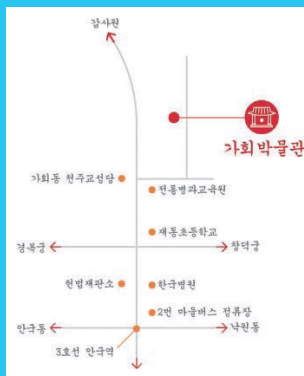 감사원
가회박물관
가회동 천주교성당
전통병과교육원
재동초등학교
경복궁
창덕궁
헌법재판소
한국병원
2번 마을버스 정류장
안국동
낙원동
3호선 안국역